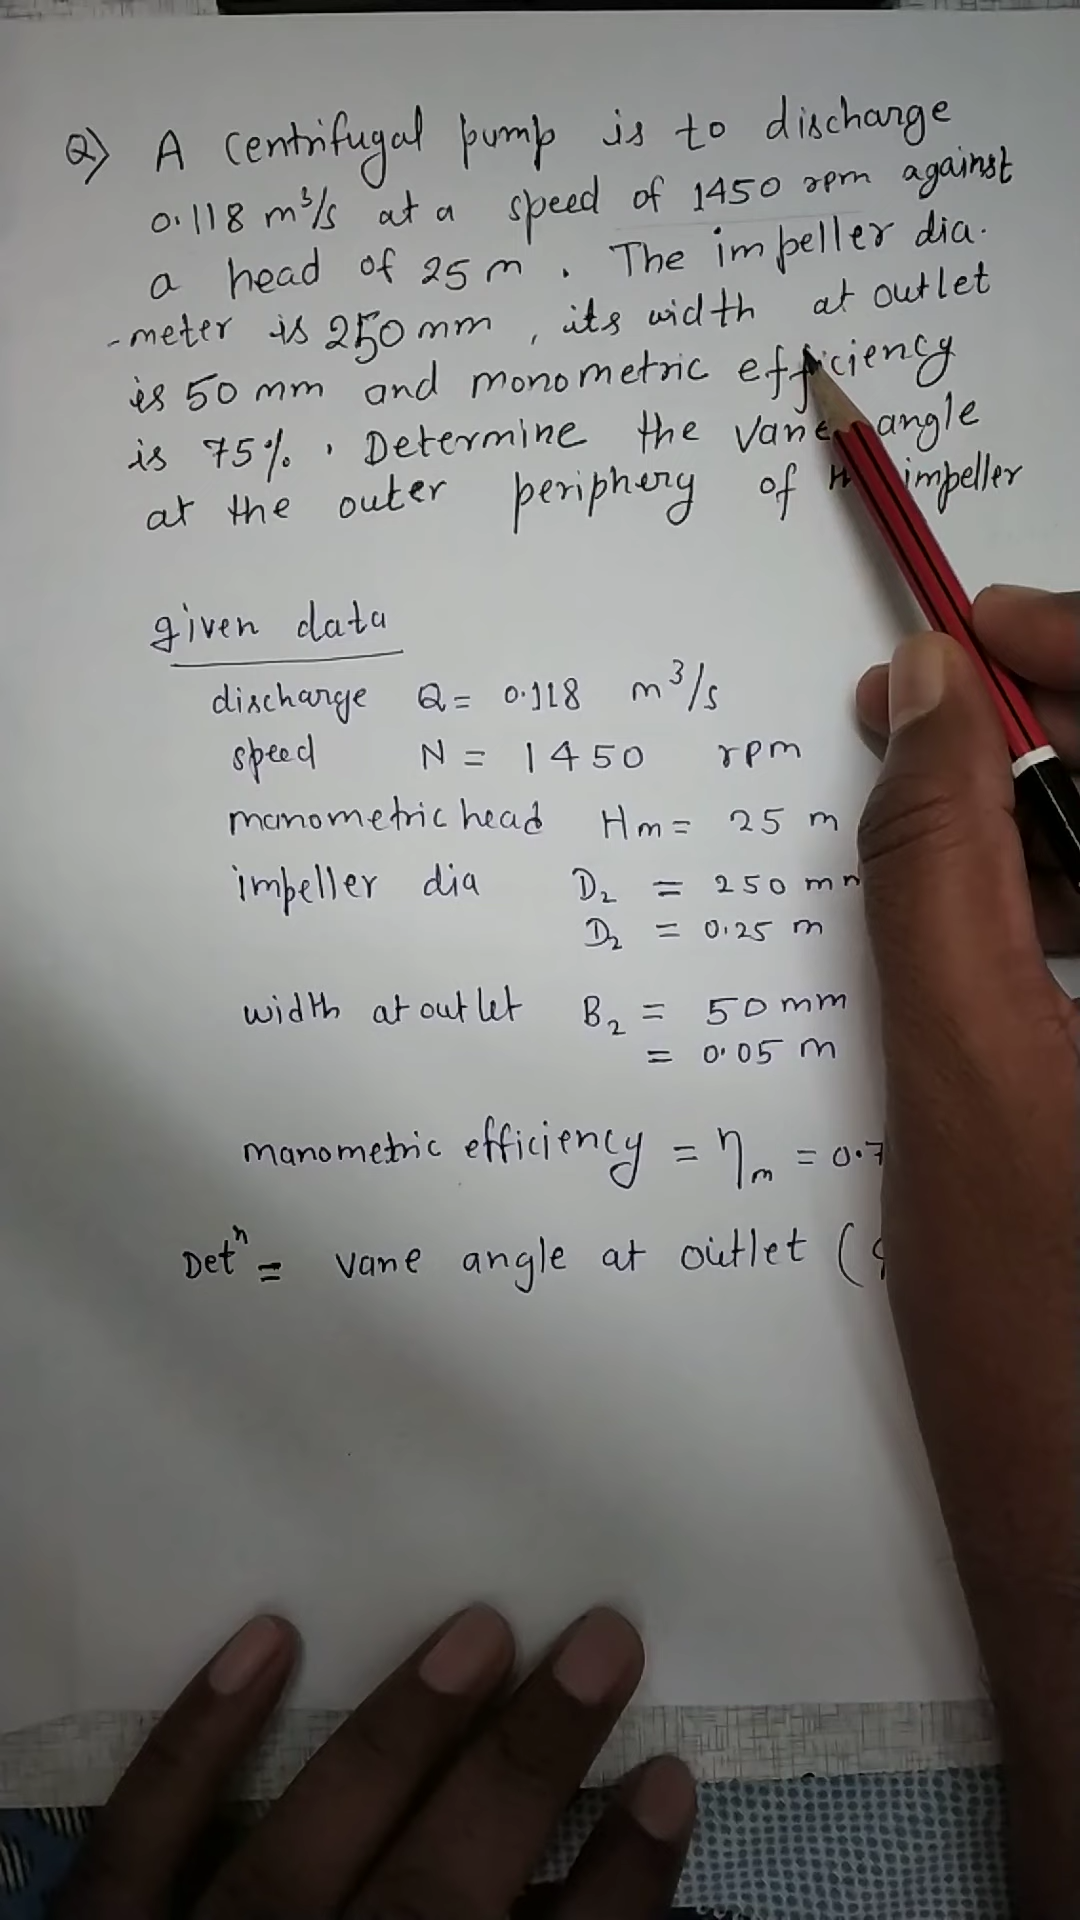 Q) A Centrifugal pump is to discharge
0.118 m³/s at a speed of 1450 rpm against
a head of 25 m . The impeller dia.
-meter is 250 mm , its width at outlet
is 50 mm and monometric efficiency
is 75% . Determine the vane angle
at the outer periphery of impeller
given data
discharge Q = 0.118 m³/s
speed N = 1450 rpm
manometric head Hm = 25 m
impeller dia D₂ = 250 m
D₂ = 0.25 m
width at outlet B₂ = 50 mm
= 0.05 m
manometric efficiency = ηm = 0.7
Detⁿ = vane angle at outlet (